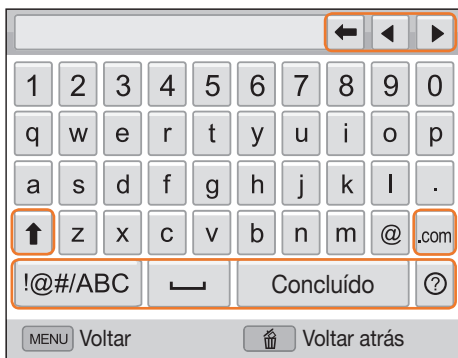 1 2 3 4 5 6 7 8 9 0
q w e r t y u i o p
a s d f g h j k l .
z x c v b n m @ .com
!@#/ABC Concluído ?
MENU Voltar Voltar atrás